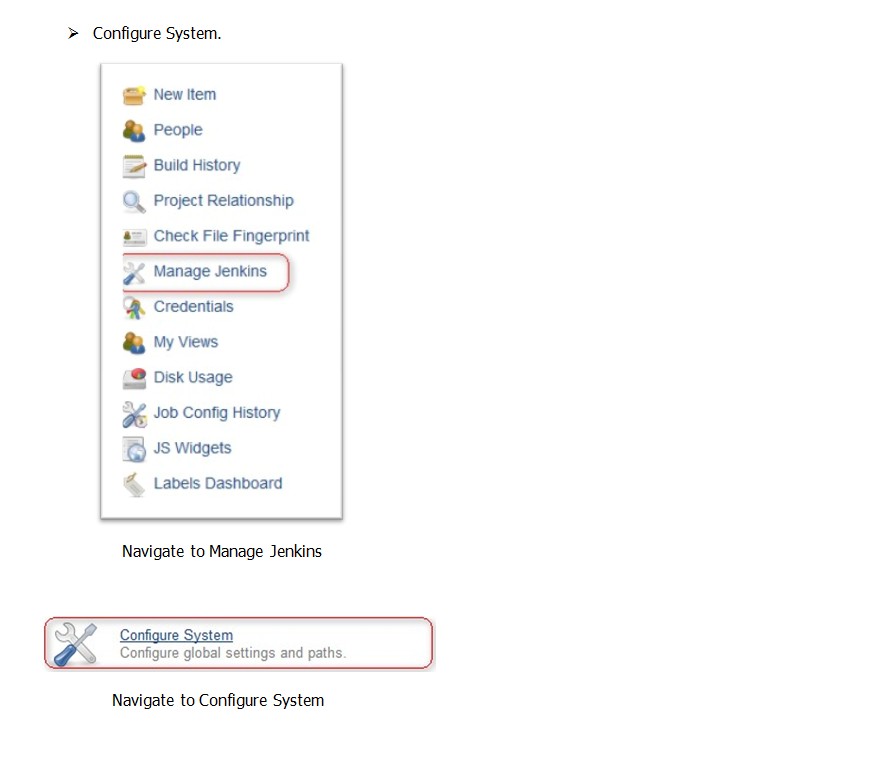 ➢ Configure System.
New Item
People
Build History
Project Relationship
Check File Fingerprint
Manage Jenkins
Credentials
My Views
Disk Usage
Job Config History
JS Widgets
Labels Dashboard
Navigate to Manage Jenkins
Configure System
Configure global settings and paths.
Navigate to Configure System